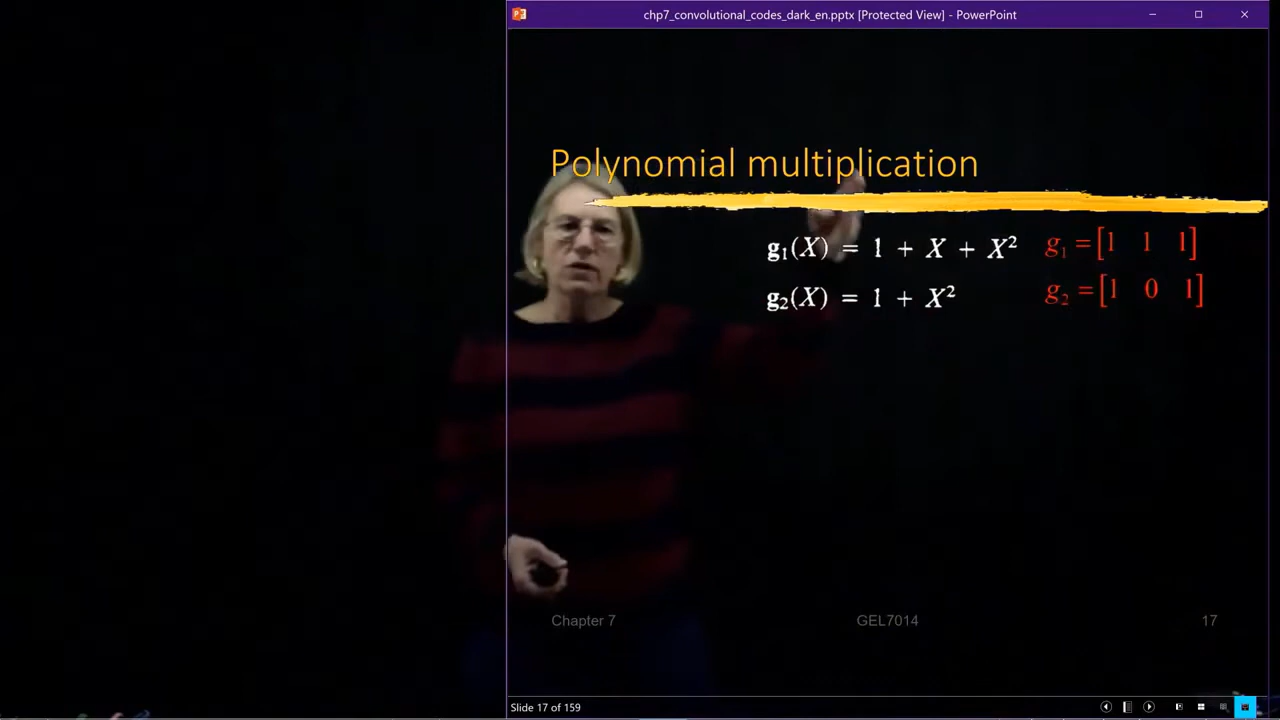 chp7_convolutional_codes_dark_en.pptx [Protected View] - PowerPoint
Polynomial multiplication
g₁(X) = 1 + X + X² g₁ = [1 1 1]
g₂(X) = 1 + X² g₂ = [1 0 1]
Chapter 7 GEL7014 17
Slide 17 of 159